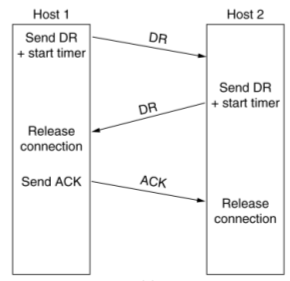 Host 1
Host 2
Send DR
+ start timer
DR
Send DR
+ start timer
DR
Release
connection
Send ACK
ACK
Release
connection